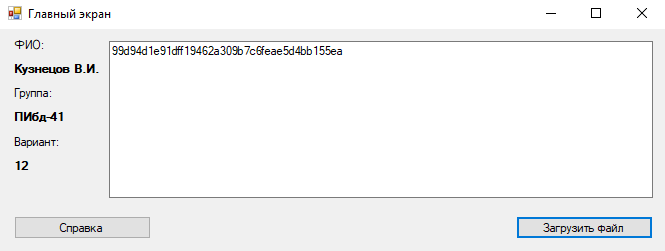 Главный экран
ФИО:
Кузнецов В.И.
Группа:
ПИбд-41
Вариант:
12
99d94d1e91dff19462a309b7c6feae5d4bb155ea
Справка
Загрузить файл